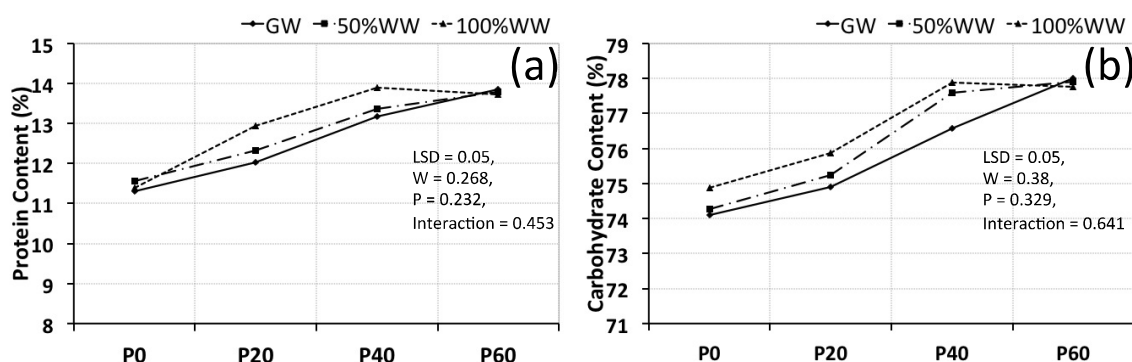 GW 50%WW 100%WW
(a)
Protein Content (%)
15
14
13
12
11
10
9
8
LSD = 0.05,
W = 0.268,
P = 0.232,
Interaction = 0.453
P0 P20 P40 P60
GW 50%WW 100%WW
(b)
Carbohydrate Content (%)
79
78
77
76
75
74
73
72
71
LSD = 0.05,
W = 0.38,
P = 0.329,
Interaction = 0.641
P0 P20 P40 P60